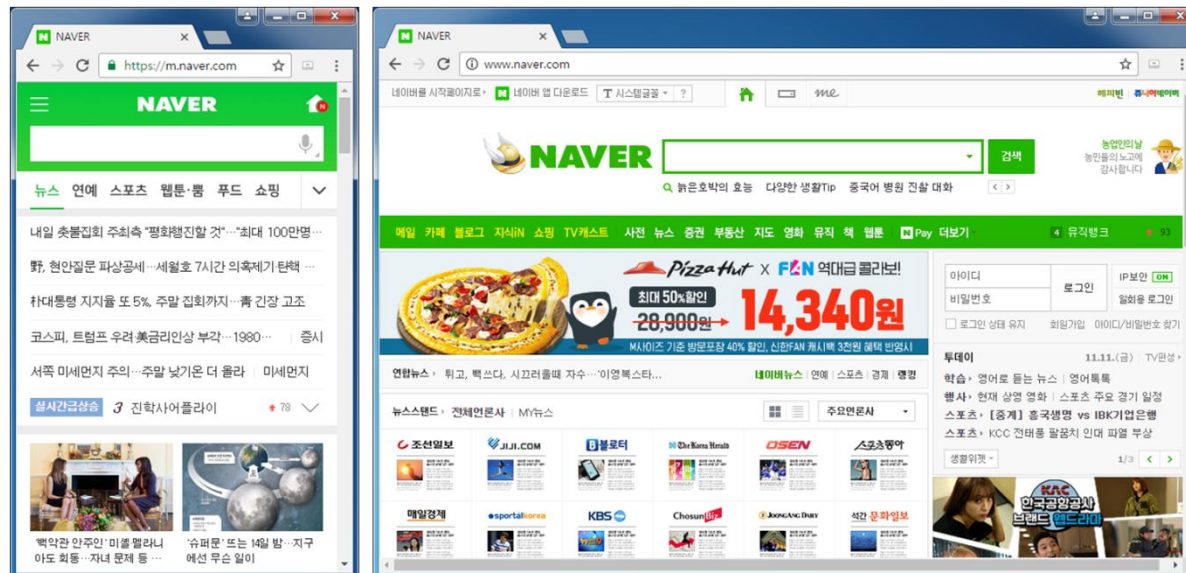 NAVER
https://m.naver.com
NAVER
N
뉴스 연예 스포츠 웹툰·뿜 푸드 쇼핑
내일 촛불집회 주최측 "평화행진할 것"…"최대 100만명…
野, 현안질문 파상공세…세월호 7시간 의혹제기·탄핵 …
朴대통령 지지율 또 5%, 주말 집회까지…靑 긴장 고조
코스피, 트럼프 우려·美금리인상 부각…1980… 증시
서쪽 미세먼지 주의…주말 낮기온 더 올라 미세먼지
실시간급상승 3 진학사어플라이 78
'백악관 안주인' 미셸·멜라니
아도 회동…자녀 문제 등 …
'슈퍼문' 또는 14일 밤…지구
에선 무슨 일이
NAVER
www.naver.com
네이버를 시작페이지로 N 네이버 앱 다운로드 T 시스템글꼴 ? me 해피빈 쥬니어네이버
NAVER 검색
농업인의날
농민들의 노고에
감사합니다
늙은호박의 효능 다양한 생활Tip 중국어 병원 진찰 대화
메일 카페 블로그 지식iN 쇼핑 TV캐스트 사전 뉴스 증권 부동산 지도 영화 뮤직 책 웹툰 N Pay 더보기 4 뮤직뱅크 93
Pizza Hut X FAN 역대급 콜라보!
최대 50%할인
28,900원 14,340원
M사이즈 기준 방문포장 40% 할인, 신한FAN 캐시백 3천원 혜택 반영시
아이디
비밀번호
로그인
IP보안 ON
일회용 로그인
로그인 상태 유지 회원가입 아이디/비밀번호 찾기
연합뉴스 튀고, 빽쓰다, 시끄러울때 자수…'이영복스타… 네이버뉴스 연예 스포츠 경제 랭킹
투데이 11.11.(금) TV편성
학습 영어로 듣는 뉴스 영어톡톡
행사 현재 상영 영화 스포츠 주요 경기 일정
스포츠 [중계] 흥국생명 vs IBK기업은행
스포츠 KCC 전태풍 팔꿈치 인대 파열 부상
생활위젯 1/3
뉴스스탠드 전체언론사 MY뉴스 주요언론사
조선일보 JIJI.COM 블로터 The Korea Herald OSEN 스포츠동아
매일경제 sportalkorea KBS ChosunBiz JOONGANG DAILY 석간 문화일보
KAC
한국공항공사
브랜드 웹드라마